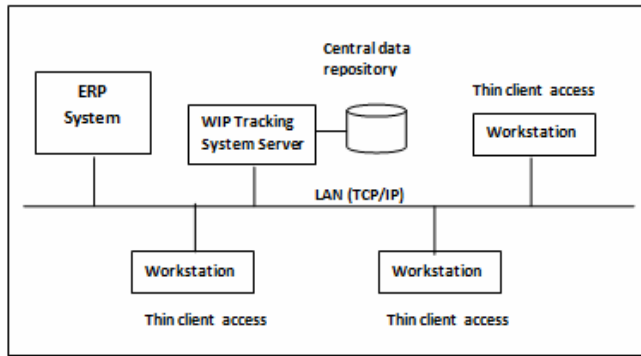 Central data
repository
ERP
System
WIP Tracking
System Server
Thin client access
Workstation
LAN (TCP/IP)
Workstation
Thin client access
Workstation
Thin client access